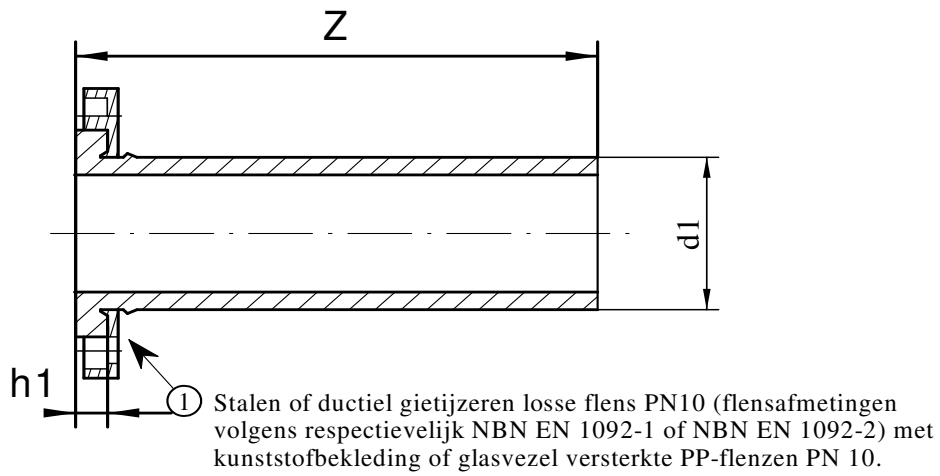 Z
d1
h1
1 Stalen of ductiel gietijzeren losse flens PN10 (flensafmetingen
volgens respectievelijk NBN EN 1092-1 of NBN EN 1092-2) met
kunststofbekleding of glasvezel versterkte PP-flenzen PN 10.